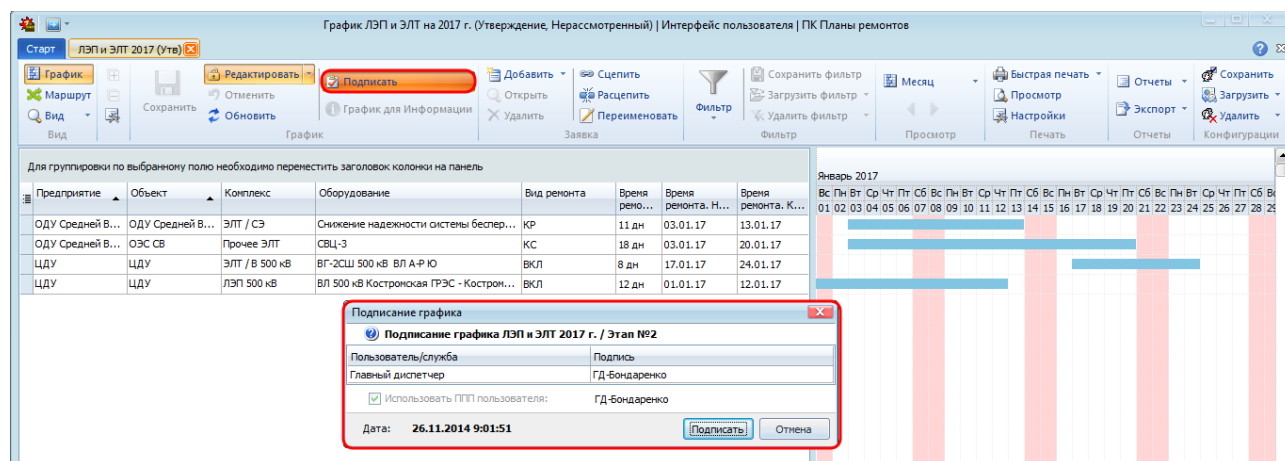 График ЛЭП и ЭЛТ на 2017 г. (Утверждение, Нерассмотренный) | Интерфейс пользователя | ПК Планы ремонтов
Старт ЛЭП и ЭЛТ 2017 (Утв)
График Редактировать Подписать Добавить Сцепить Сохранить фильтр Месяц Быстрая печать Отчеты Сохранить
Маршрут Сохранить Отменить Открыть Расцепить Фильтр Загрузить фильтр Просмотр Загрузить
Вид Обновить График для Информации Удалить Переименовать Удалить фильтр Настройки Экспорт Удалить
Вид График Заявка Фильтр Просмотр Печать Отчеты Конфигурации
Для группировки по выбранному полю необходимо переместить заголовок колонки на панель
Январь 2017
Предприятие Объект Комплекс Оборудование Вид ремонта Время ремо... Время ремонта. Н... Время ремонта. К...
Вс Пн Вт Ср Чт Пт Сб Вс Пн Вт Ср Чт Пт Сб Вс Пн Вт Ср Чт Пт Сб Вс Пн Вт Ср Чт Пт Сб Вс
01 02 03 04 05 06 07 08 09 10 11 12 13 14 15 16 17 18 19 20 21 22 23 24 25 26 27 28 29
ОДУ Средней В... ОДУ Средней В... ЭЛТ / СЭ Снижение надежности системы беспер... КР 11 дн 03.01.17 13.01.17
ОДУ Средней В... ОЭС СВ Прочее ЭЛТ СВЦ-3 КС 18 дн 03.01.17 20.01.17
ЦДУ ЦДУ ЭЛТ / В 500 кВ ВГ-2СШ 500 кВ ВЛ А-Р Ю ВКЛ 8 дн 17.01.17 24.01.17
ЦДУ ЦДУ ЛЭП 500 кВ ВЛ 500 кВ Костромская ГРЭС - Костром... ВКЛ 12 дн 01.01.17 12.01.17
Подписание графика
Подписание графика ЛЭП и ЭЛТ 2017 г. / Этап №2
Пользователь/служба Подпись
Главный диспетчер ГД-Бондаренко
Использовать ППП пользователя: ГД-Бондаренко
Дата: 26.11.2014 9:01:51 Подписать Отмена